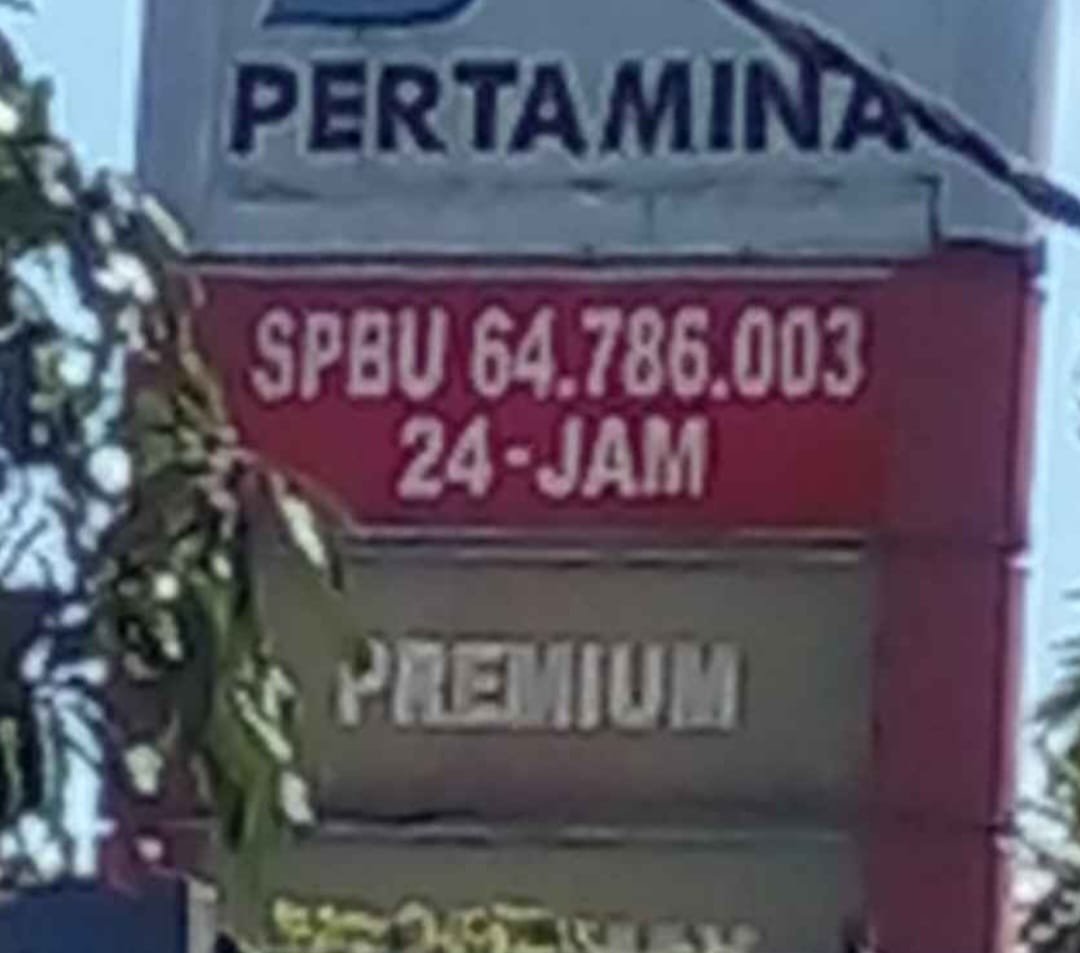 PERTAMINA
SPBU 64.786.003
24-JAM
PREMIUM